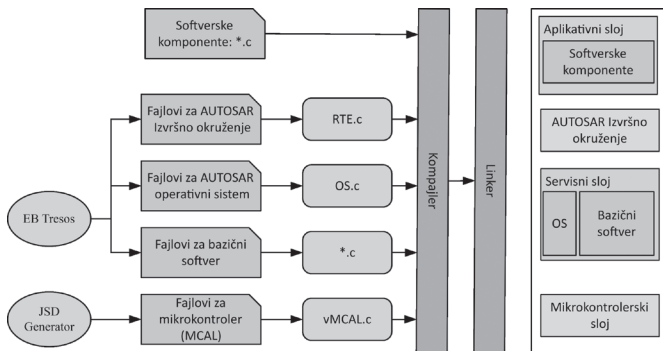 Softverske
komponente: *.c
Fajlovi za AUTOSAR
Izvršno okruženje
RTE.c
Fajlovi za AUTOSAR
operativni sistem
OS.c
EB Tresos
Fajlovi za bazični
softver
*.c
JSD
Generator
Fajlovi za
mikrokontroler
(MCAL)
vMCAL.c
Kompajler
Linker
Aplikativni sloj
Softverske
komponente
AUTOSAR Izvršno
okruženje
Servisni sloj
OS
Bazični
softver
Mikrokontrolerski
sloj